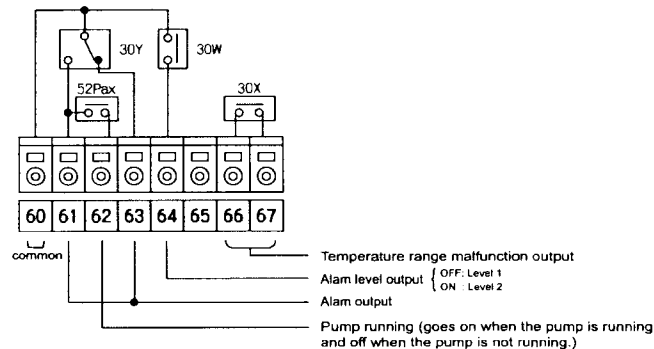 30Y
30W
52Pax
30X
60 61 62 63 64 65 66 67
common
Temperature range malfunction output
Alam level output { OFF: Level 1
ON : Level 2
Alam output
Pump running (goes on when the pump is running
and off when the pump is not running.)